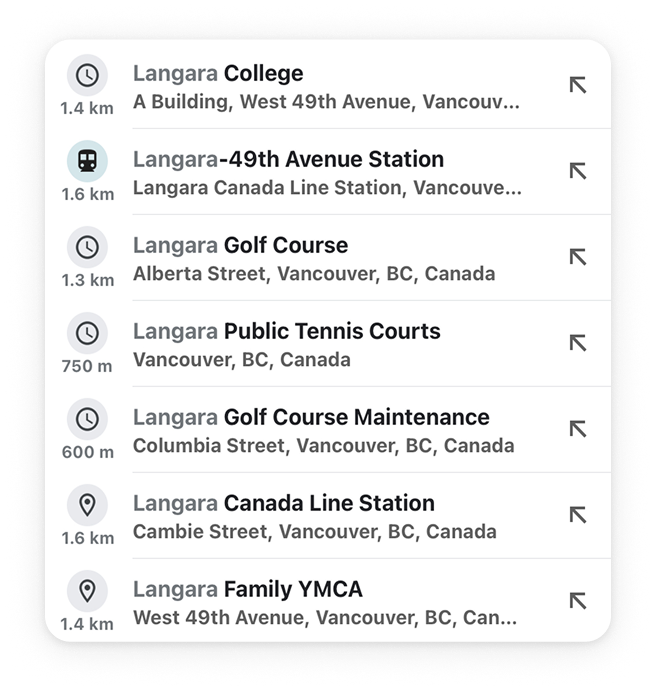 Langara College
1.4 km
A Building, West 49th Avenue, Vancouv...
Langara-49th Avenue Station
1.6 km
Langara Canada Line Station, Vancouve...
Langara Golf Course
1.3 km
Alberta Street, Vancouver, BC, Canada
Langara Public Tennis Courts
750 m
Vancouver, BC, Canada
Langara Golf Course Maintenance
600 m
Columbia Street, Vancouver, BC, Canada
Langara Canada Line Station
1.6 km
Cambie Street, Vancouver, BC, Canada
Langara Family YMCA
1.4 km
West 49th Avenue, Vancouver, BC, Can...